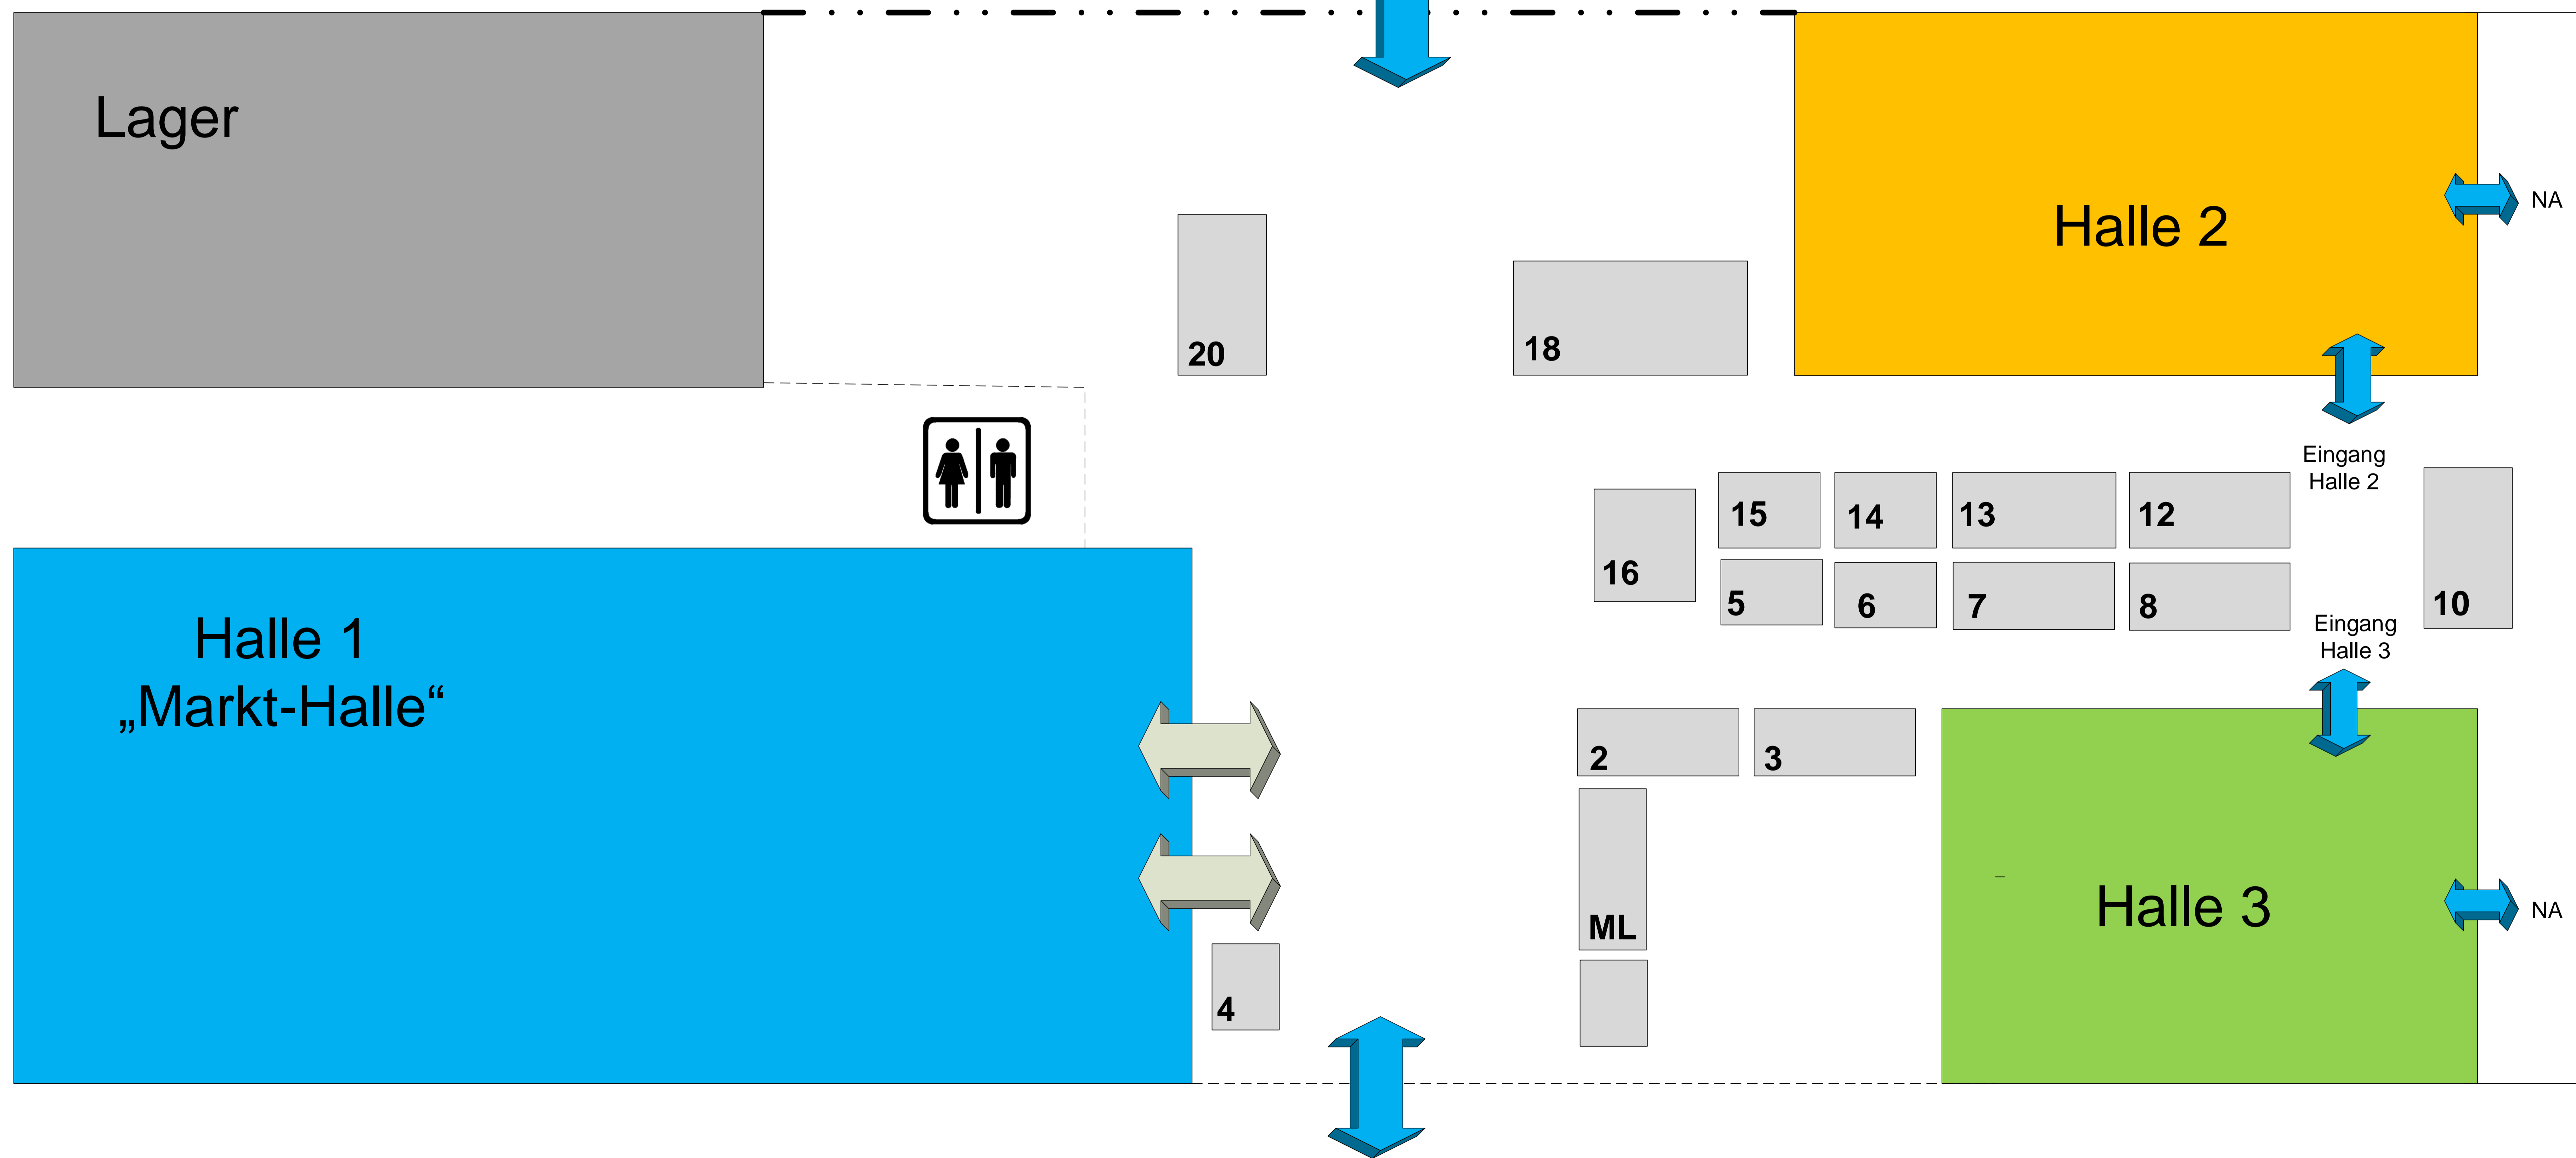 Lager
Halle 2
NA
20
18
Eingang
Halle 2
15
14
13
12
16
10
5
6
7
8
Eingang
Halle 3
Halle 1
„Markt-Halle“
2
3
ML
4
Halle 3
NA